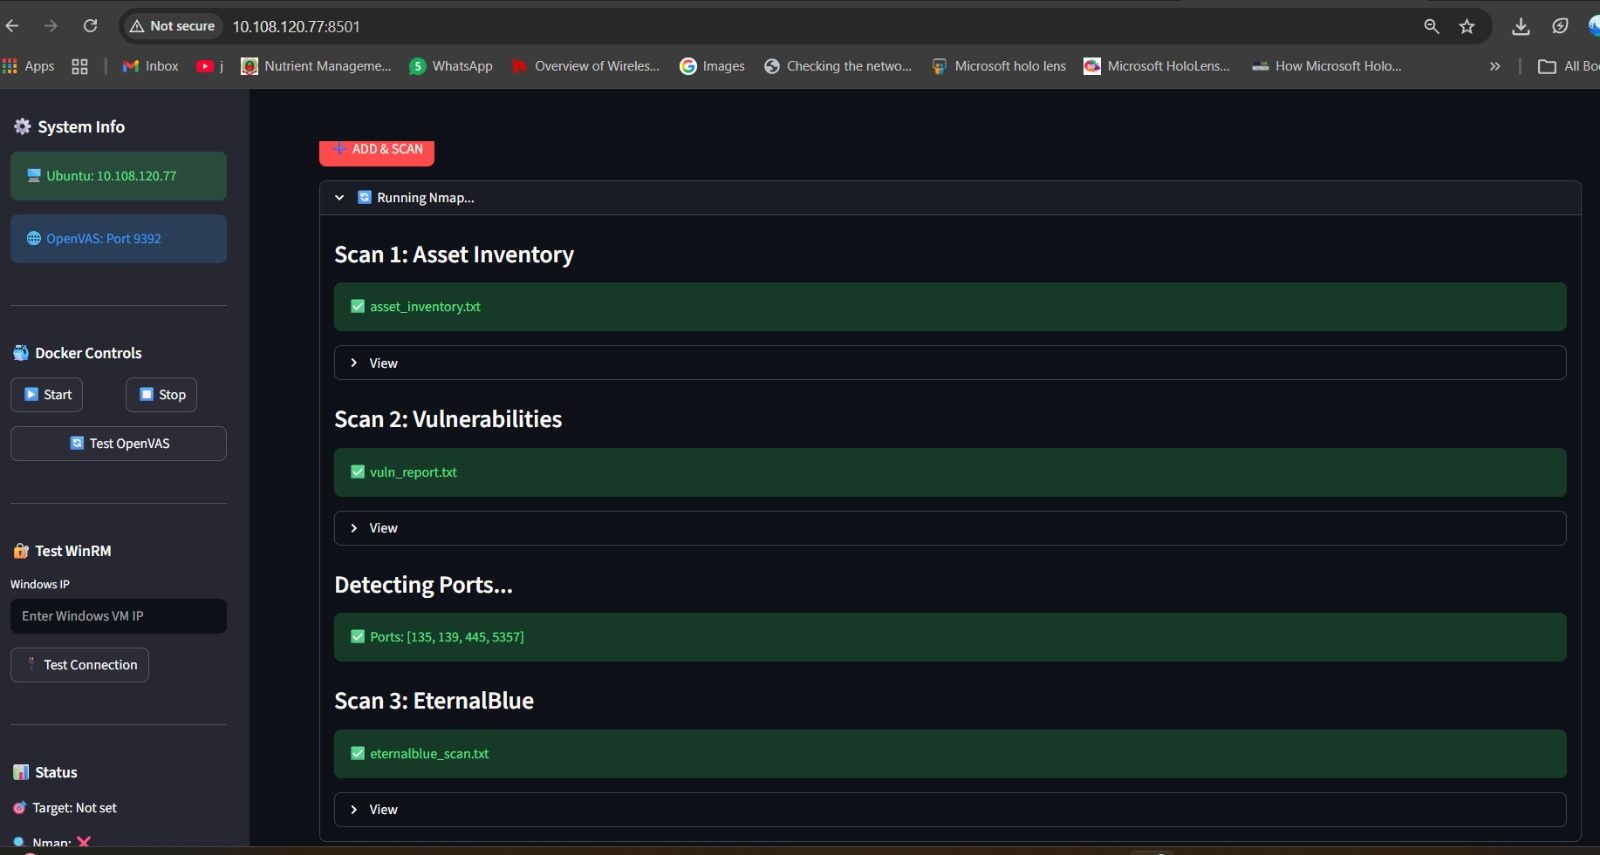 Not secure 10.108.120.77:8501
Apps Inbox j Nutrient Manageme... WhatsApp Overview of Wireles... Images Checking the netwo... Microsoft holo lens Microsoft HoloLens... How Microsoft Holo... » All Boo
System Info
Ubuntu: 10.108.120.77
OpenVAS: Port 9392
Docker Controls
Start Stop
Test OpenVAS
Test WinRM
Windows IP
Enter Windows VM IP
Test Connection
Status
Target: Not set
Nmap:
ADD & SCAN
Running Nmap...
Scan 1: Asset Inventory
asset_inventory.txt
View
Scan 2: Vulnerabilities
vuln_report.txt
View
Detecting Ports...
Ports: [135, 139, 445, 5357]
Scan 3: EternalBlue
eternalblue_scan.txt
View